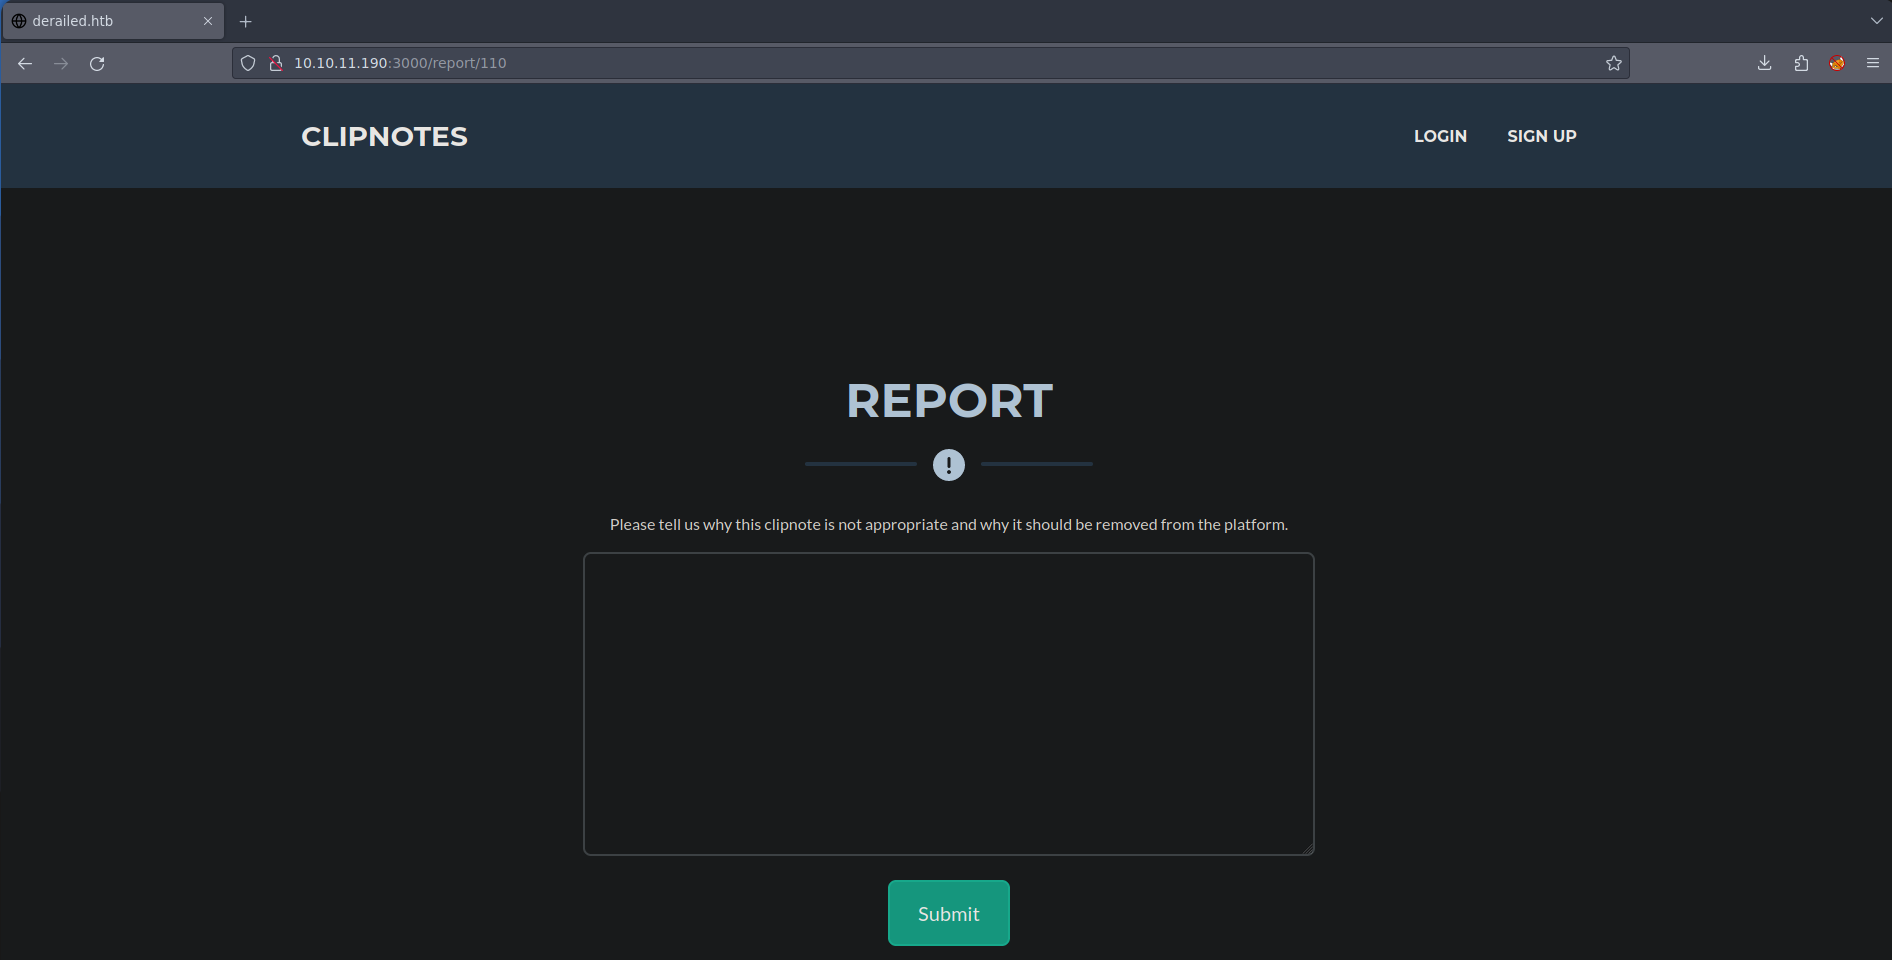 derailed.htb
10.10.11.190:3000/report/110
CLIPNOTES
LOGIN
SIGN UP
REPORT
Please tell us why this clipnote is not appropriate and why it should be removed from the platform.
Submit